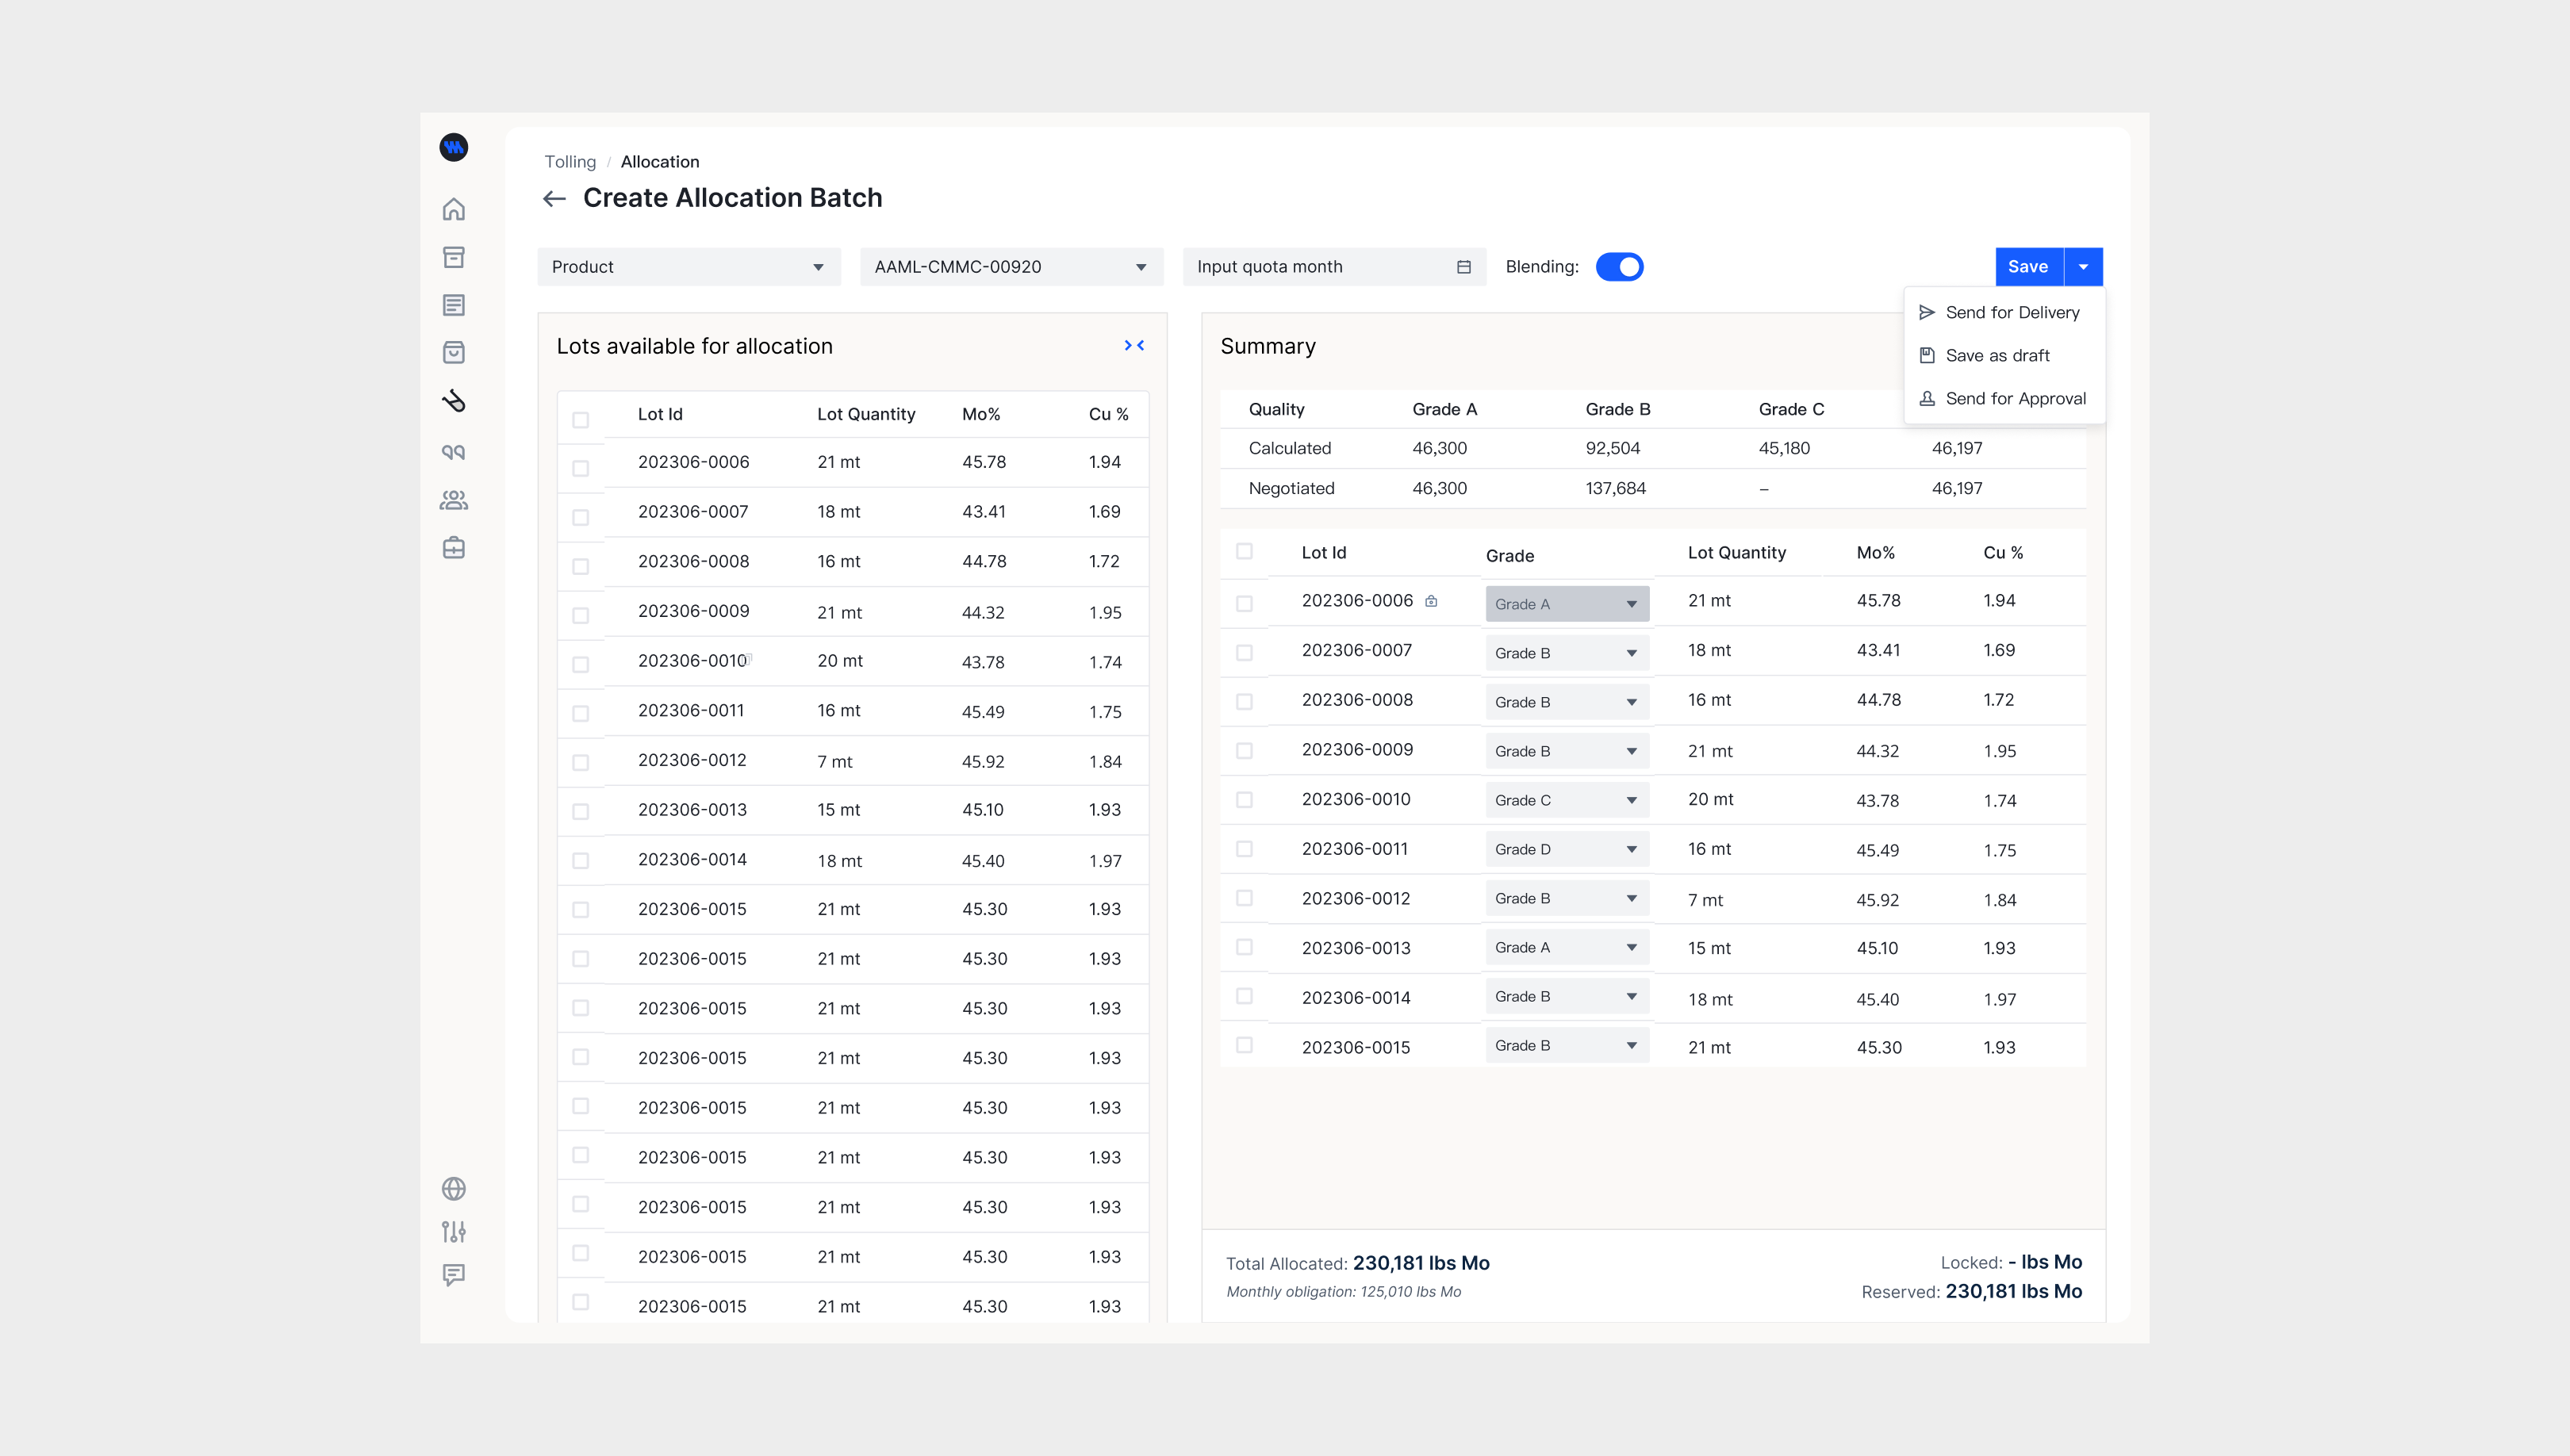 Tolling / Allocation
Create Allocation Batch
Product
AAML-CMMC-00920
Input quota month
Blending:
Save
Send for Delivery
Save as draft
Send for Approval
Lots available for allocation
Lot Id Lot Quantity Mo% Cu %
202306-0006 21 mt 45.78 1.94
202306-0007 18 mt 43.41 1.69
202306-0008 16 mt 44.78 1.72
202306-0009 21 mt 44.32 1.95
202306-0010 20 mt 43.78 1.74
202306-0011 16 mt 45.49 1.75
202306-0012 7 mt 45.92 1.84
202306-0013 15 mt 45.10 1.93
202306-0014 18 mt 45.40 1.97
202306-0015 21 mt 45.30 1.93
202306-0015 21 mt 45.30 1.93
202306-0015 21 mt 45.30 1.93
202306-0015 21 mt 45.30 1.93
202306-0015 21 mt 45.30 1.93
202306-0015 21 mt 45.30 1.93
202306-0015 21 mt 45.30 1.93
202306-0015 21 mt 45.30 1.93
202306-0015 21 mt 45.30 1.93
Summary
Quality Grade A Grade B Grade C
Calculated 46,300 92,504 45,180 46,197
Negotiated 46,300 137,684 – 46,197
Lot Id Grade Lot Quantity Mo% Cu %
202306-0006 Grade A 21 mt 45.78 1.94
202306-0007 Grade B 18 mt 43.41 1.69
202306-0008 Grade B 16 mt 44.78 1.72
202306-0009 Grade B 21 mt 44.32 1.95
202306-0010 Grade C 20 mt 43.78 1.74
202306-0011 Grade D 16 mt 45.49 1.75
202306-0012 Grade B 7 mt 45.92 1.84
202306-0013 Grade A 15 mt 45.10 1.93
202306-0014 Grade B 18 mt 45.40 1.97
202306-0015 Grade B 21 mt 45.30 1.93
Total Allocated: 230,181 lbs Mo
Monthly obligation: 125,010 lbs Mo
Locked: - lbs Mo
Reserved: 230,181 lbs Mo